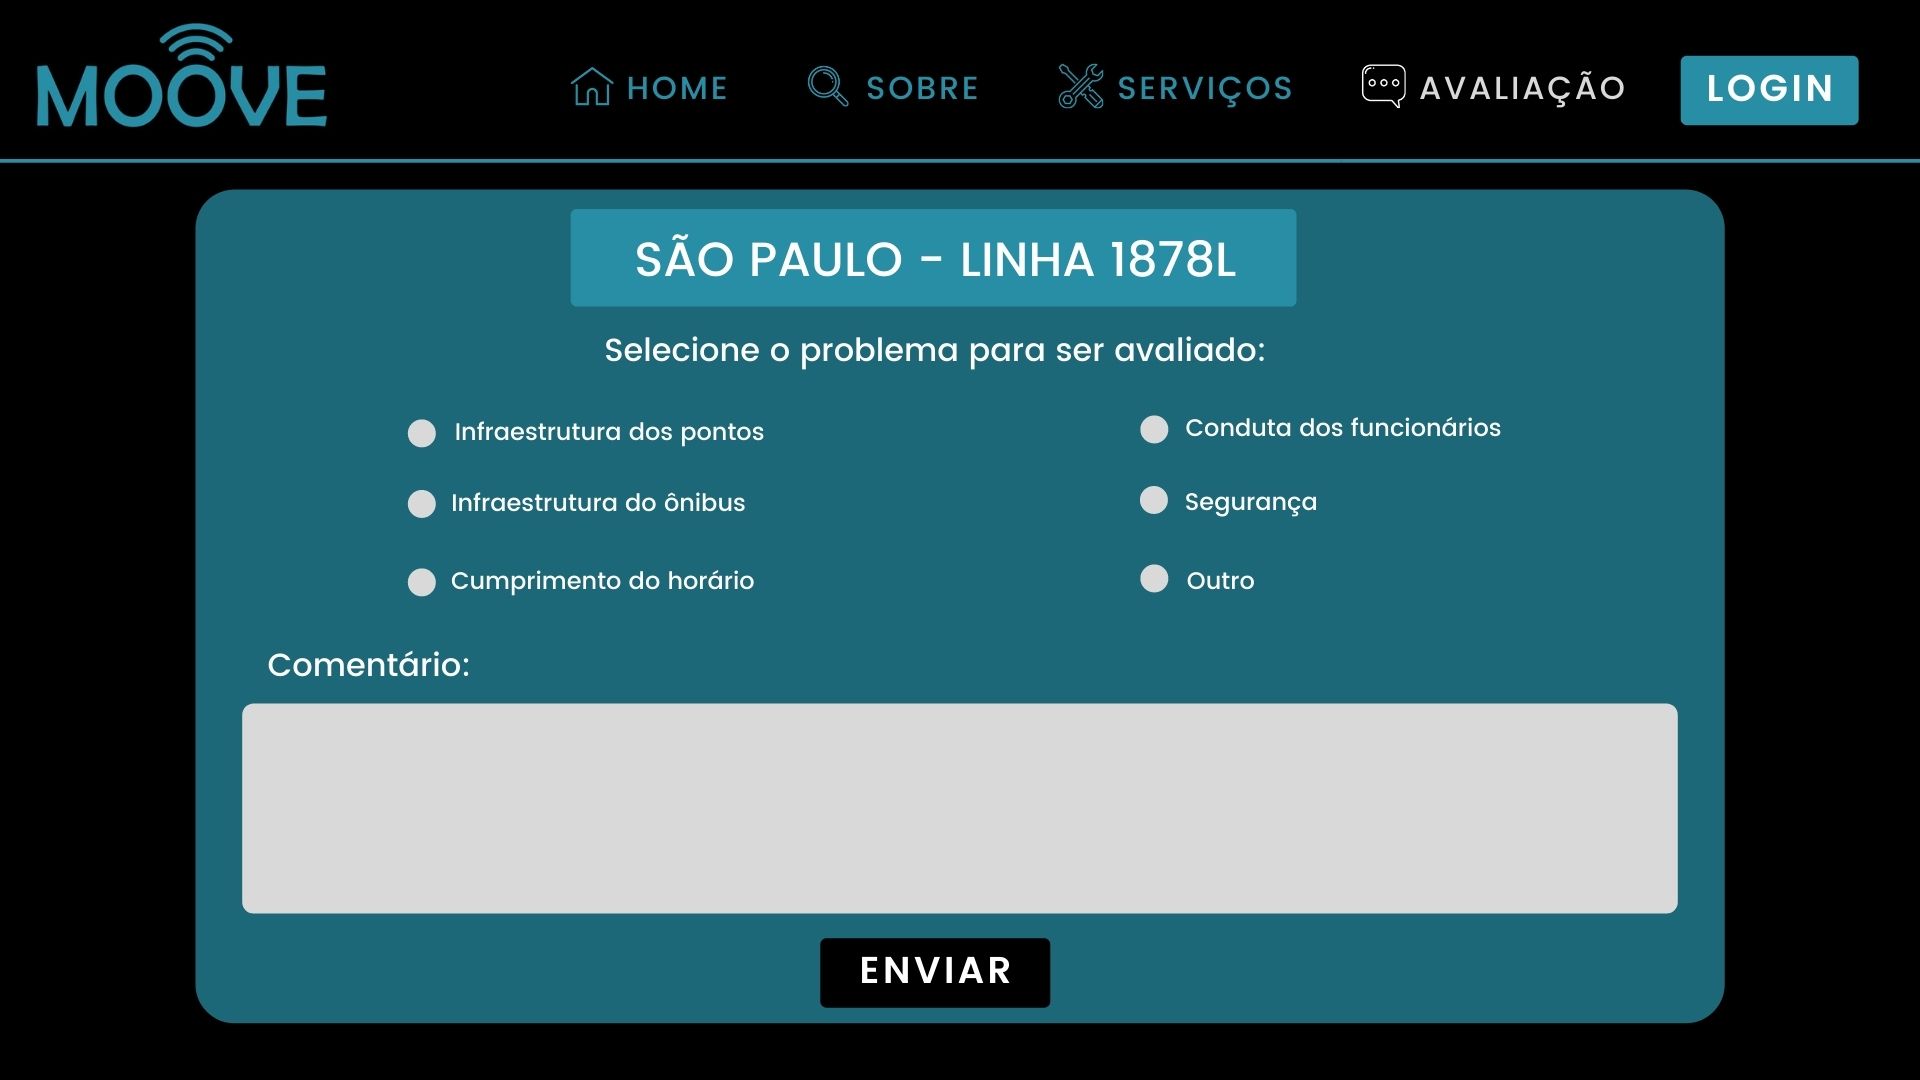 MOOVE
HOME
SOBRE
SERVIÇOS
AVALIAÇÃO
LOGIN
SÃO PAULO - LINHA 1878L
Selecione o problema para ser avaliado:
Infraestrutura dos pontos
Conduta dos funcionários
Infraestrutura do ônibus
Segurança
Cumprimento do horário
Outro
Comentário:
ENVIAR